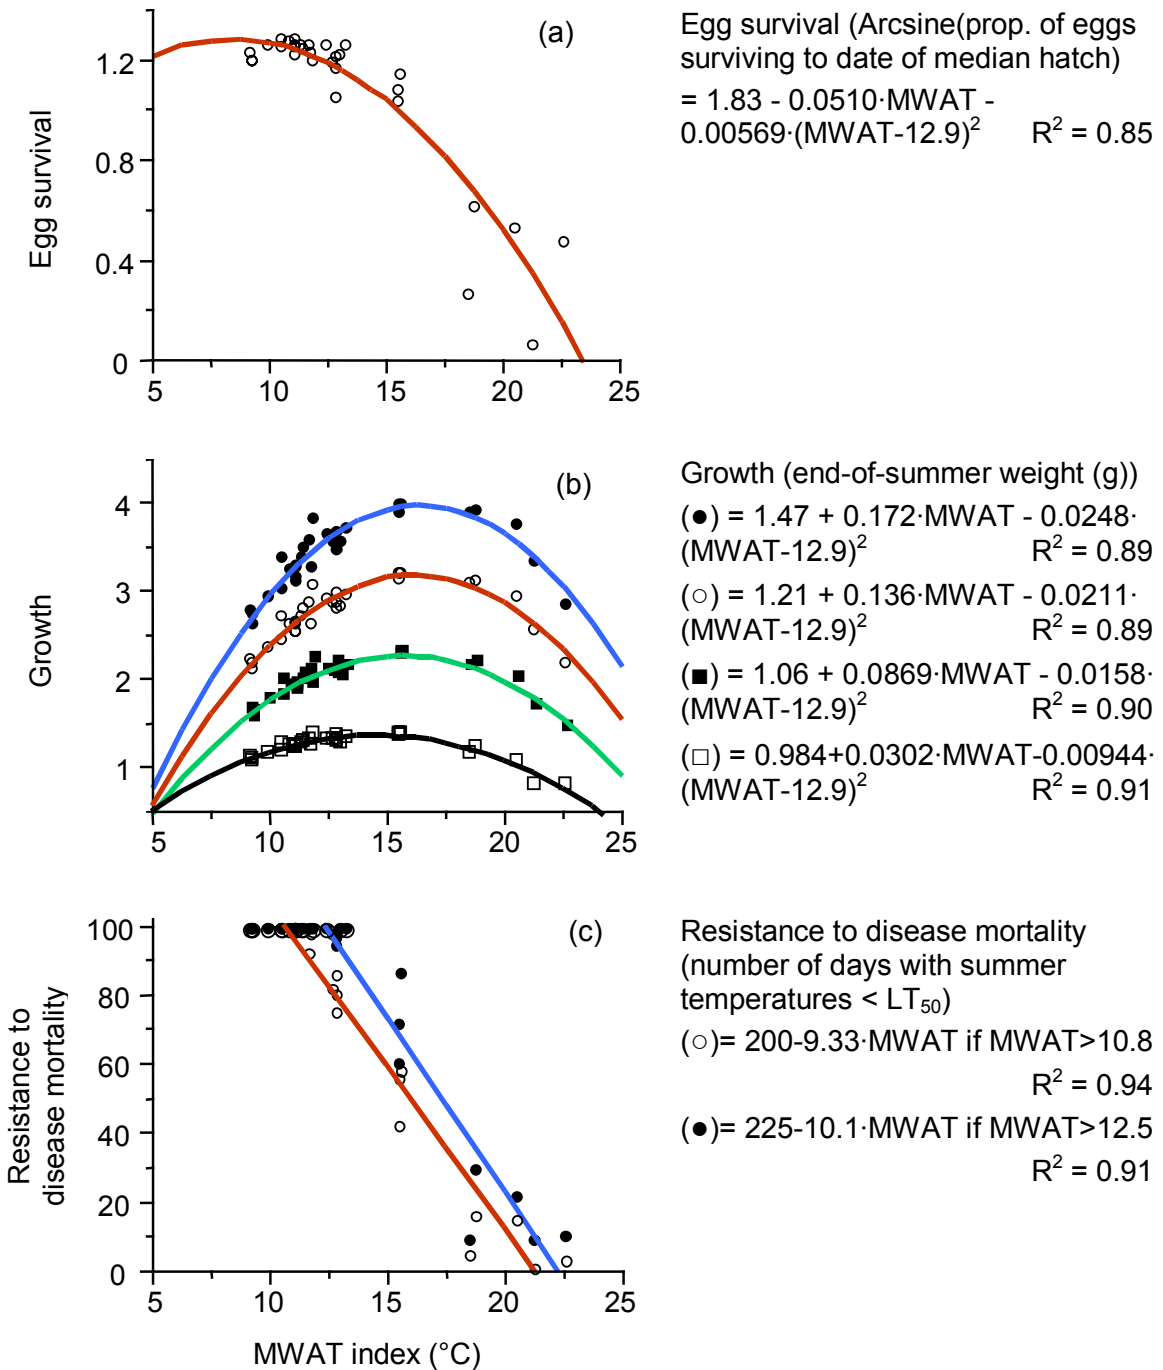 (a)
Egg survival
1.2
0.8
0.4
0
5
10
15
20
25
Egg survival (Arcsine(prop. of eggs
surviving to date of median hatch)
= 1.83 - 0.0510·MWAT -
0.00569·(MWAT-12.9)² R² = 0.85
(b)
Growth
4
3
2
1
5
10
15
20
25
Growth (end-of-summer weight (g))
(●) = 1.47 + 0.172·MWAT - 0.0248·
(MWAT-12.9)² R² = 0.89
(○) = 1.21 + 0.136·MWAT - 0.0211·
(MWAT-12.9)² R² = 0.89
(■) = 1.06 + 0.0869·MWAT - 0.0158·
(MWAT-12.9)² R² = 0.90
(□) = 0.984+0.0302·MWAT-0.00944·
(MWAT-12.9)² R² = 0.91
(c)
Resistance to
disease mortality
100
80
60
40
20
0
5
10
15
20
25
MWAT index (°C)
Resistance to disease mortality
(number of days with summer
temperatures < LT₅₀)
(○)= 200-9.33·MWAT if MWAT>10.8
R² = 0.94
(●)= 225-10.1·MWAT if MWAT>12.5
R² = 0.91